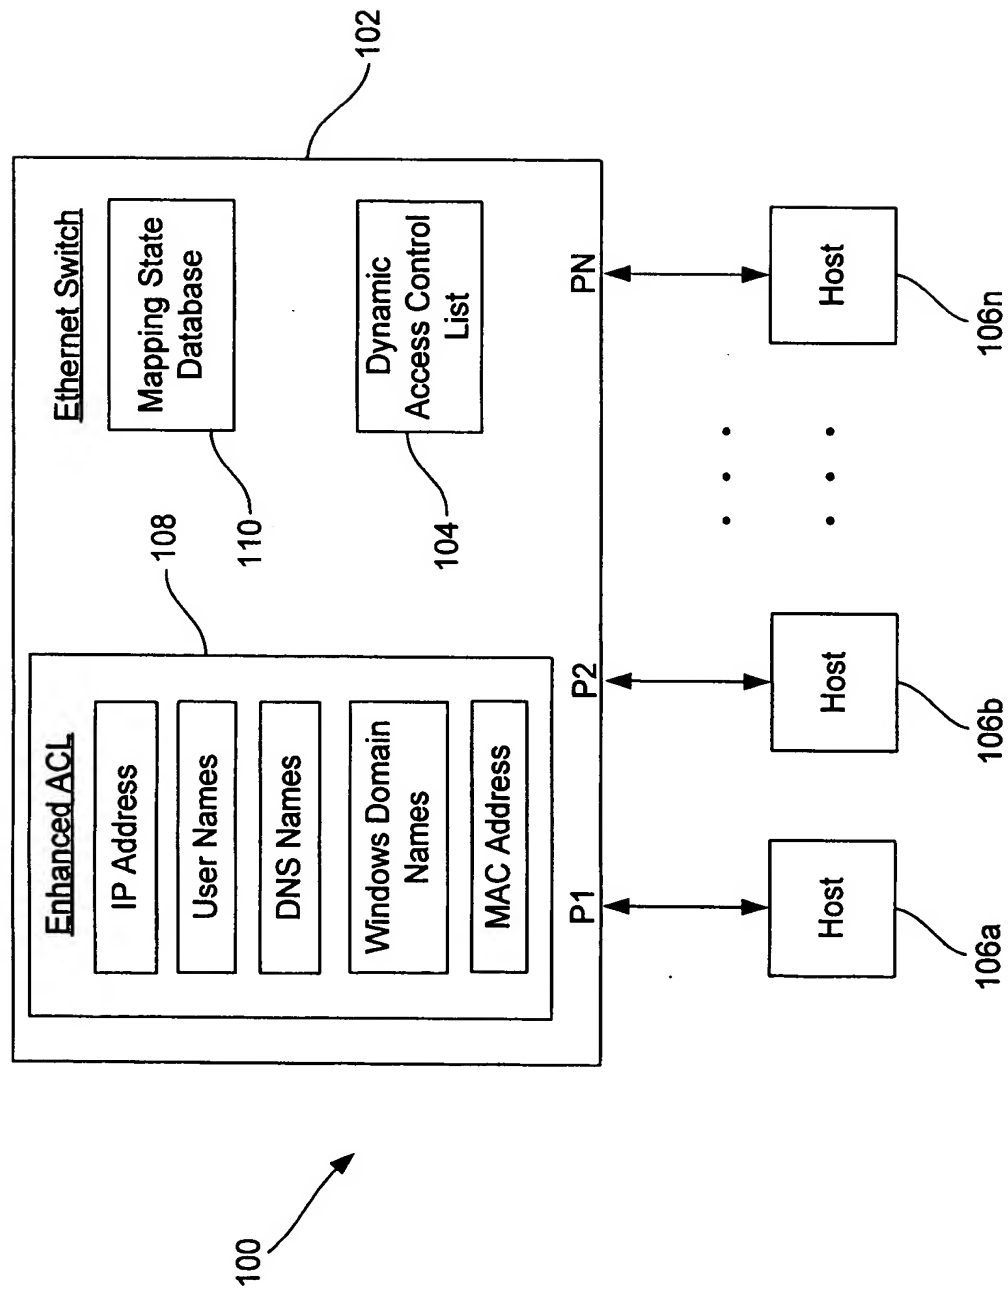 100
102
Ethernet Switch
Enhanced ACL
108
IP Address
User Names
DNS Names
Windows Domain
Names
MAC Address
Mapping State
Database
110
Dynamic
Access Control
List
104
P1
P2
PN
Host
Host
Host
106a
106b
106n